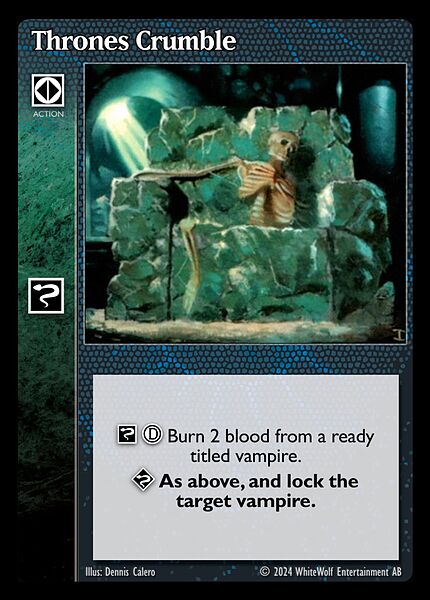 Thrones Crumble
ACTION
D Burn 2 blood from a ready
titled vampire.
As above, and lock the
target vampire.
Illus: Dennis Calero
© 2024 WhiteWolf Entertainment AB